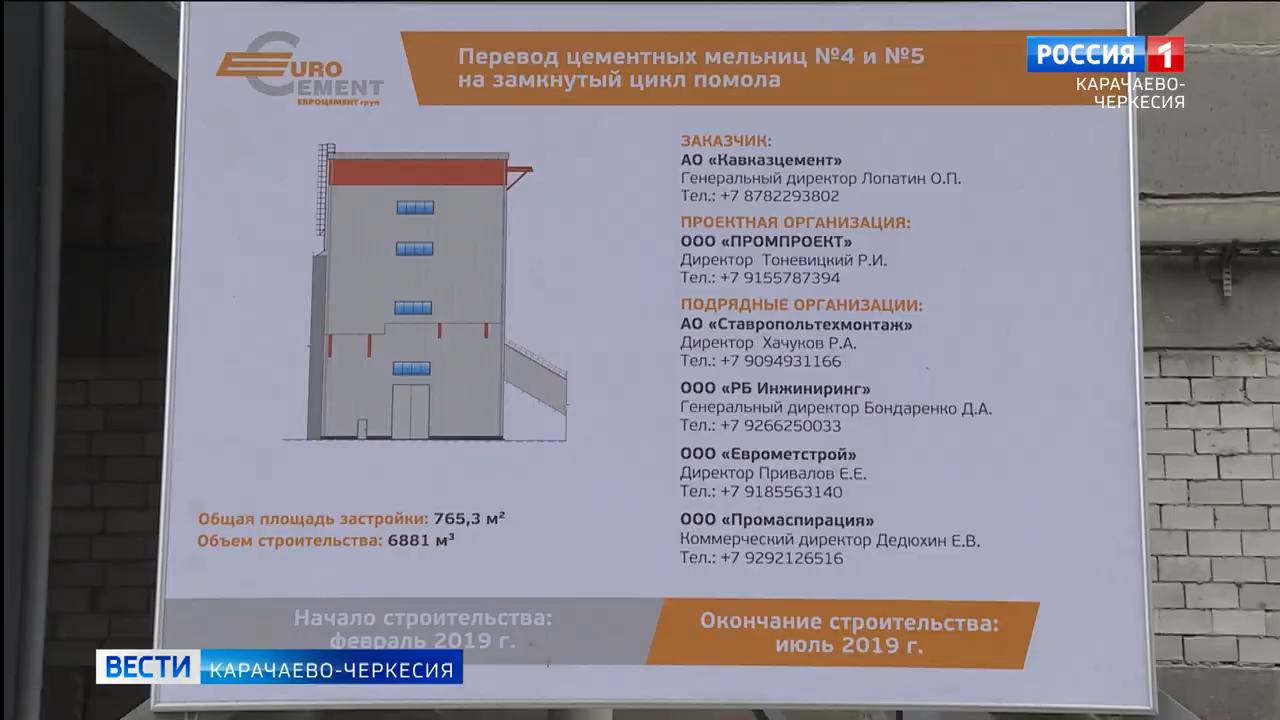 EURO
CEMENT
ЕВРОЦЕМЕНТ груп
Перевод цементных мельниц №4 и №5
на замкнутый цикл помола
РОССИЯ 1
КАРАЧАЕВО-
ЧЕРКЕСИЯ
ЗАКАЗЧИК:
АО «Кавказцемент»
Генеральный директор Лопатин О.П.
Тел.: +7 8782293802
ПРОЕКТНАЯ ОРГАНИЗАЦИЯ:
ООО «ПРОМПРОЕКТ»
Директор Тоневицкий Р.И.
Тел.: +7 9155787394
ПОДРЯДНЫЕ ОРГАНИЗАЦИИ:
АО «Ставропольтехмонтаж»
Директор Хачуков Р.А.
Тел.: +7 9094931166
ООО «РБ Инжиниринг»
Генеральный директор Бондаренко Д.А.
Тел.: +7 9266250033
ООО «Еврометстрой»
Директор Привалов Е.Е.
Тел.: +7 9185563140
ООО «Промаспирация»
Коммерческий директор Дедюхин Е.В.
Тел.: +7 9292126516
Общая площадь застройки: 765,3 м²
Объем строительства: 6881 м³
Начало строительства:
февраль 2019 г.
Окончание строительства:
июль 2019 г.
ВЕСТИ КАРАЧАЕВО-ЧЕРКЕСИЯ